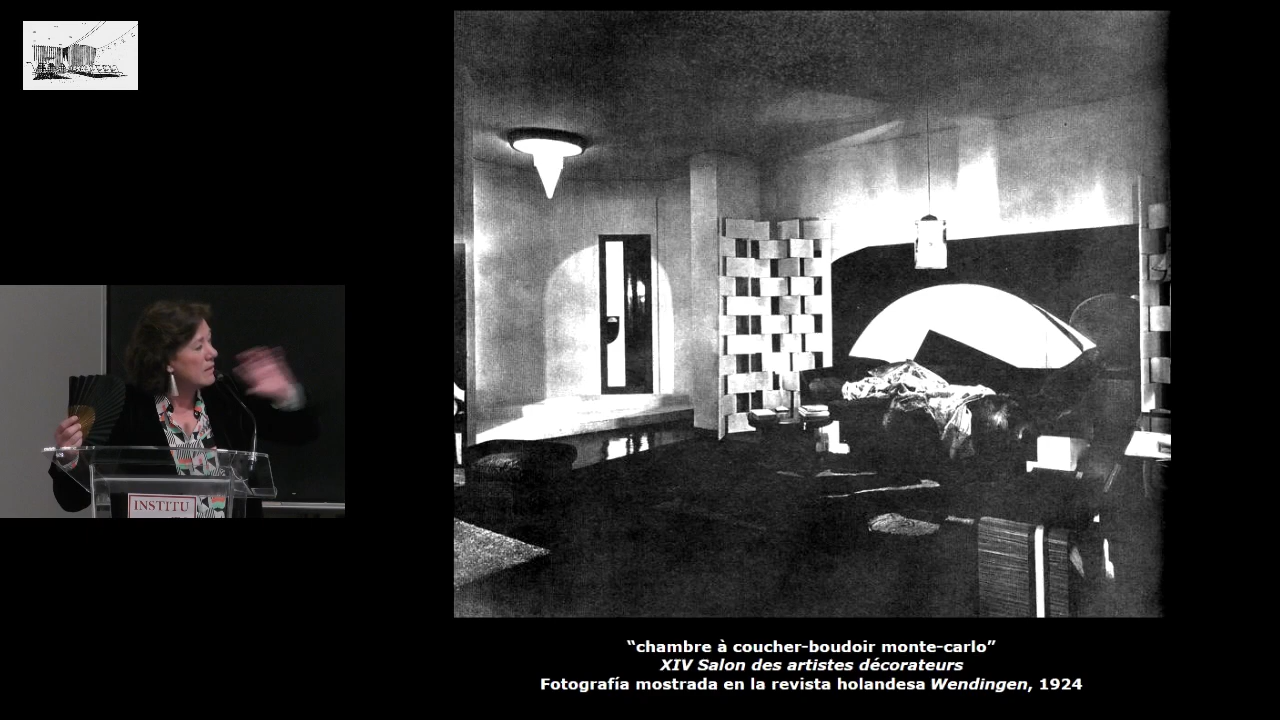 INSTITU
“chambre à coucher-boudoir monte-carlo”
XIV Salon des artistes décorateurs
Fotografía mostrada en la revista holandesa Wendingen, 1924